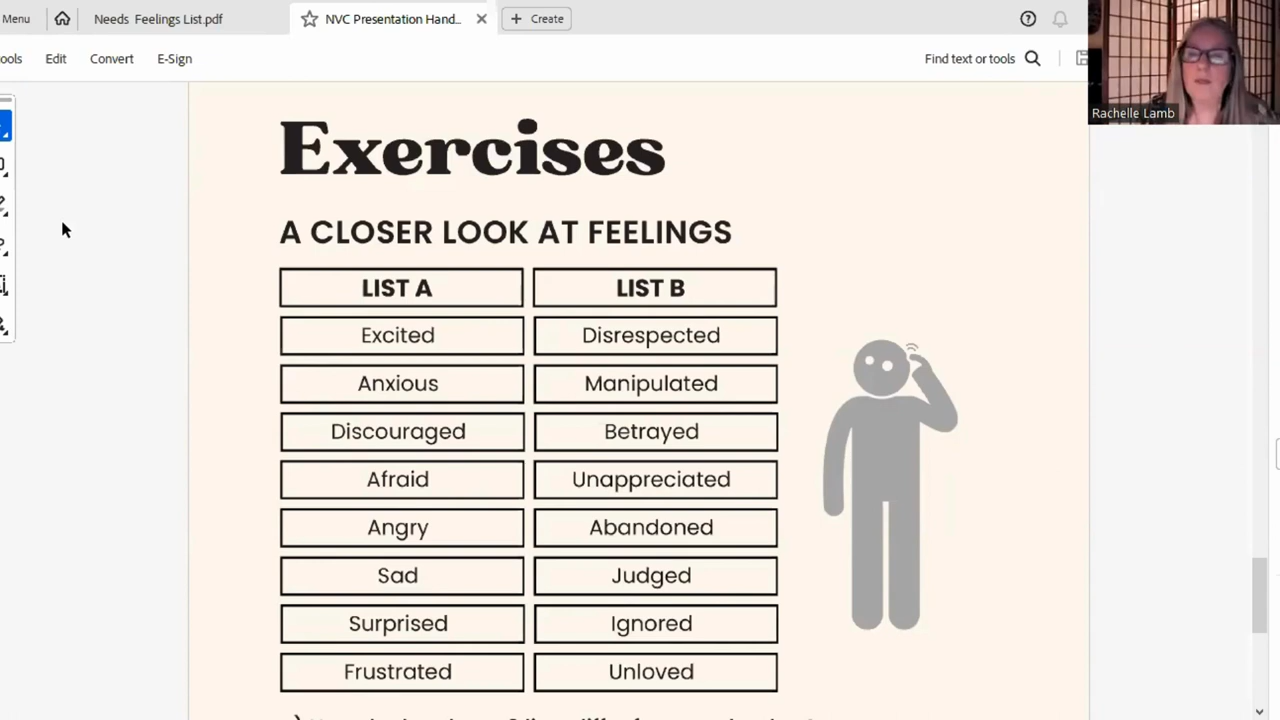 Menu Needs Feelings List.pdf NVC Presentation Hand... Create
ools Edit Convert E-Sign Find text or tools
Rachelle Lamb
Exercises
A CLOSER LOOK AT FEELINGS
LIST A LIST B
Excited Disrespected
Anxious Manipulated
Discouraged Betrayed
Afraid Unappreciated
Angry Abandoned
Sad Judged
Surprised Ignored
Frustrated Unloved